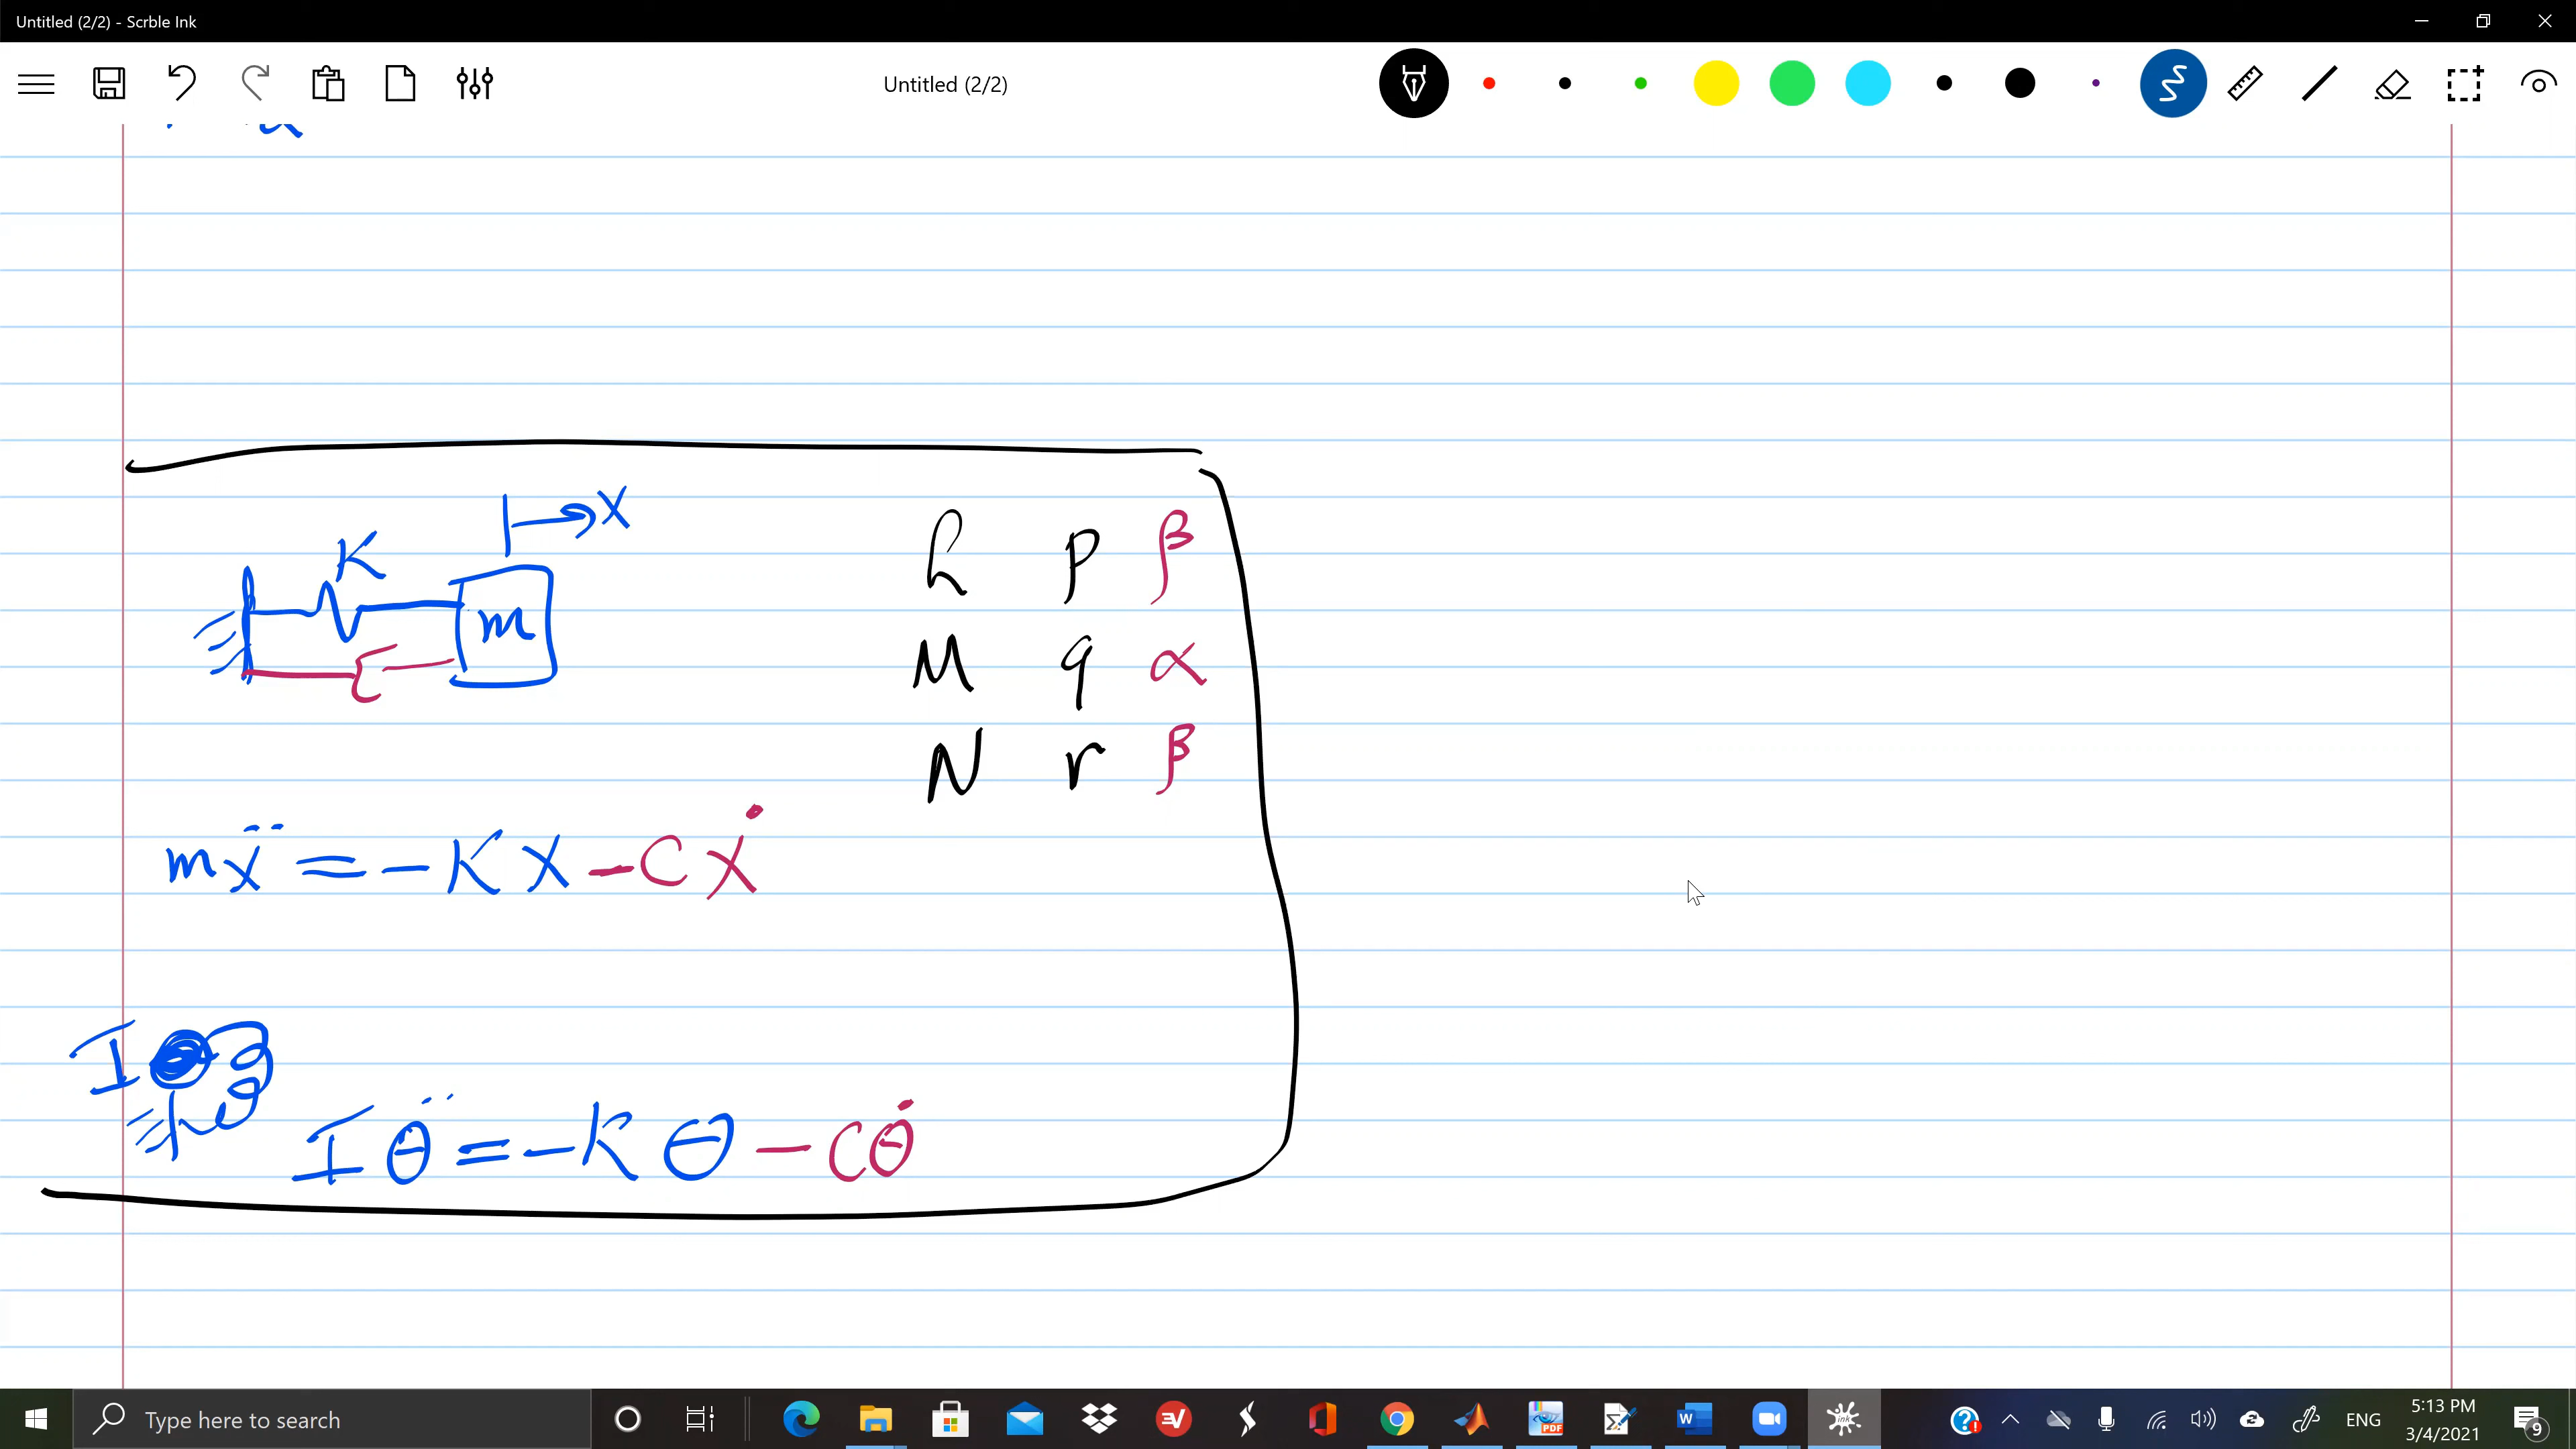 Untitled (2/2) - Scrble Ink
Untitled (2/2)
α
K
→ X
m
L p β
M q α
N r β
mẍ = -KX - CẊ
I
Iθ̈ = -Kθ - Cθ̇
Type here to search
ENG
5:13 PM
3/4/2021
9